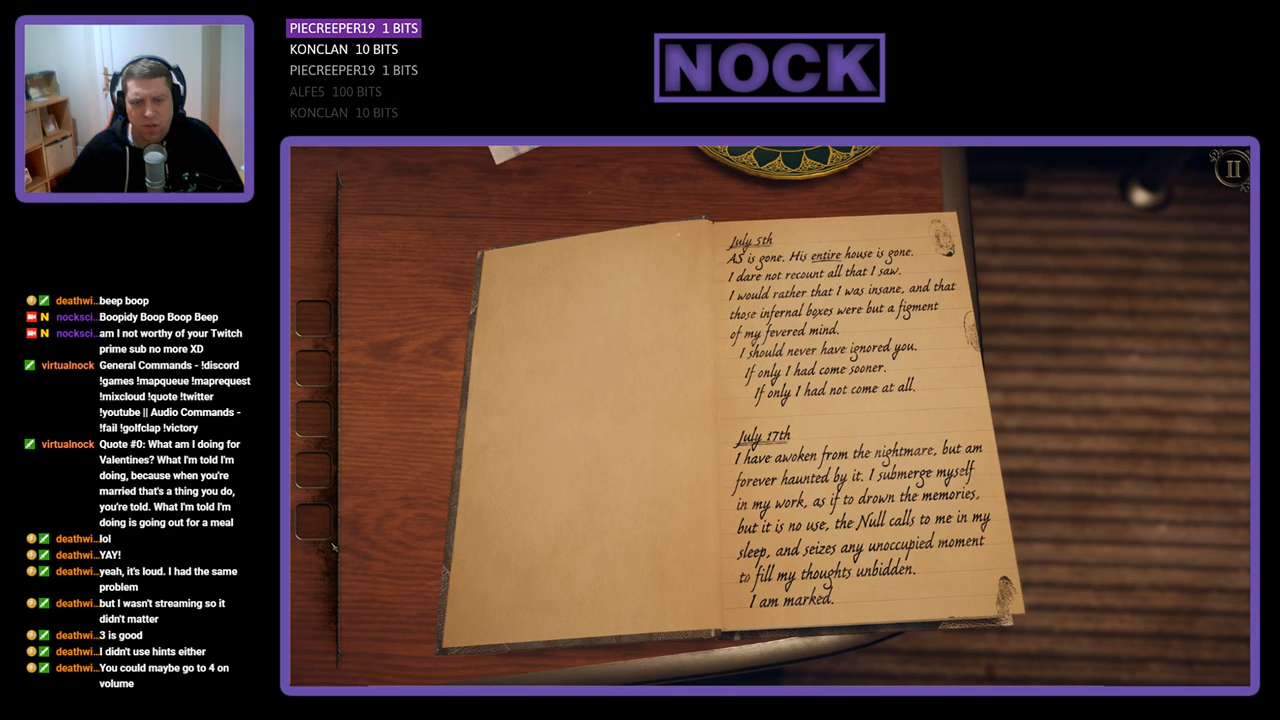 PIECREEPER19 1 BITS
KONCLAN 10 BITS
PIECREEPER19 1 BITS
ALFE5 100 BITS
KONCLAN 10 BITS
NOCK
II
deathwi... beep boop
N nocksci... Boopidy Boop Boop Beep
N nocksci... am I not worthy of your Twitch
prime sub no more XD
virtualnock General Commands - !discord
!games !mapqueue !maprequest
!mixcloud !quote !twitter
!youtube || Audio Commands -
!fail !golfclap !victory
virtualnock Quote #0: What am I doing for
Valentines? What I'm told I'm
doing, because when you're
married that's a thing you do,
you're told. What I'm told I'm
doing is going out for a meal
deathwi... lol
deathwi... YAY!
deathwi... yeah, it's loud. I had the same
problem
deathwi... but I wasn't streaming so it
didn't matter
deathwi... 3 is good
deathwi... I didn't use hints either
deathwi... You could maybe go to 4 on
volume
July 5th
AS is gone. His entire house is gone.
I dare not recount all that I saw.
I would rather that I was insane, and that
those infernal boxes were but a figment
of my fevered mind.
I should never have ignored you.
If only I had come sooner.
If only I had not come at all.
July 17th
I have awoken from the nightmare, but am
forever haunted by it. I submerge myself
in my work, as if to drown the memories,
but it is no use, the Null calls to me in my
sleep, and seizes any unoccupied moment
to fill my thoughts unbidden.
I am marked.